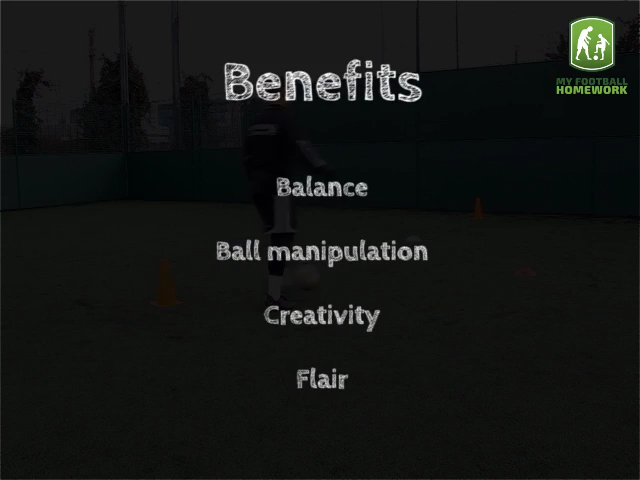 MY FOOTBALL
HOMEWORK
Benefits
Balance
Ball manipulation
Creativity
Flair